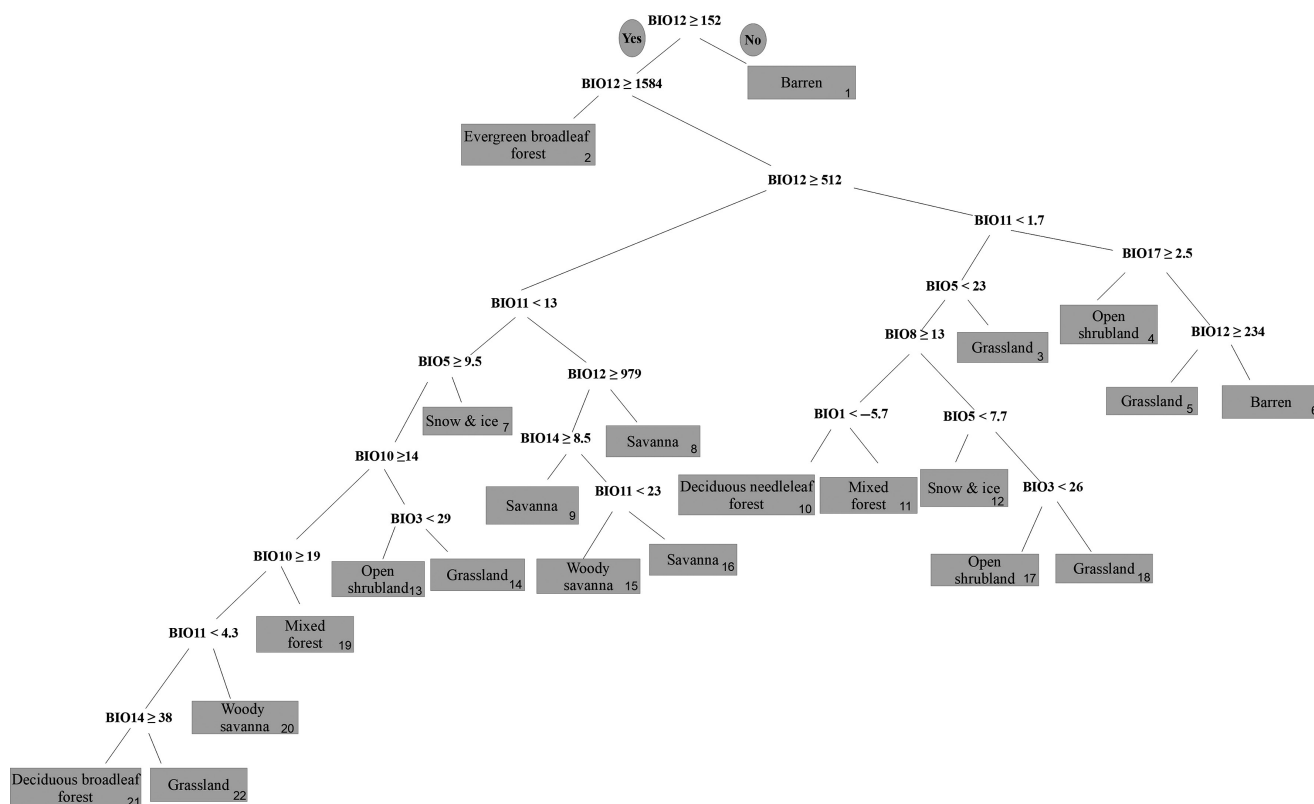 BIO12 ≥ 152
Yes
No
BIO12 ≥ 1584
Barren
1
Evergreen broadleaf
forest 2
BIO12 ≥ 512
BIO11 < 1.7
BIO17 ≥ 2.5
BIO11 < 13
BIO5 < 23
Open
shrubland 4
BIO8 ≥ 13
Grassland 3
BIO12 ≥ 234
BIO5 ≥ 9.5
BIO12 ≥ 979
Grassland 5
Barren 6
Snow & ice 7
BIO14 ≥ 8.5
Savanna 8
BIO1 < –5.7
BIO5 < 7.7
BIO10 ≥14
Savanna 9
BIO11 < 23
Deciduous needleleaf
forest 10
Mixed
forest 11
Snow & ice 12
BIO3 < 26
BIO3 < 29
BIO10 ≥ 19
Open
shrubland13
Grassland 14
Woody
savanna 15
Savanna 16
Open
shrubland 17
Grassland 18
BIO11 < 4.3
Mixed
forest 19
BIO14 ≥ 38
Woody
savanna 20
Deciduous broadleaf
forest 21
Grassland 22